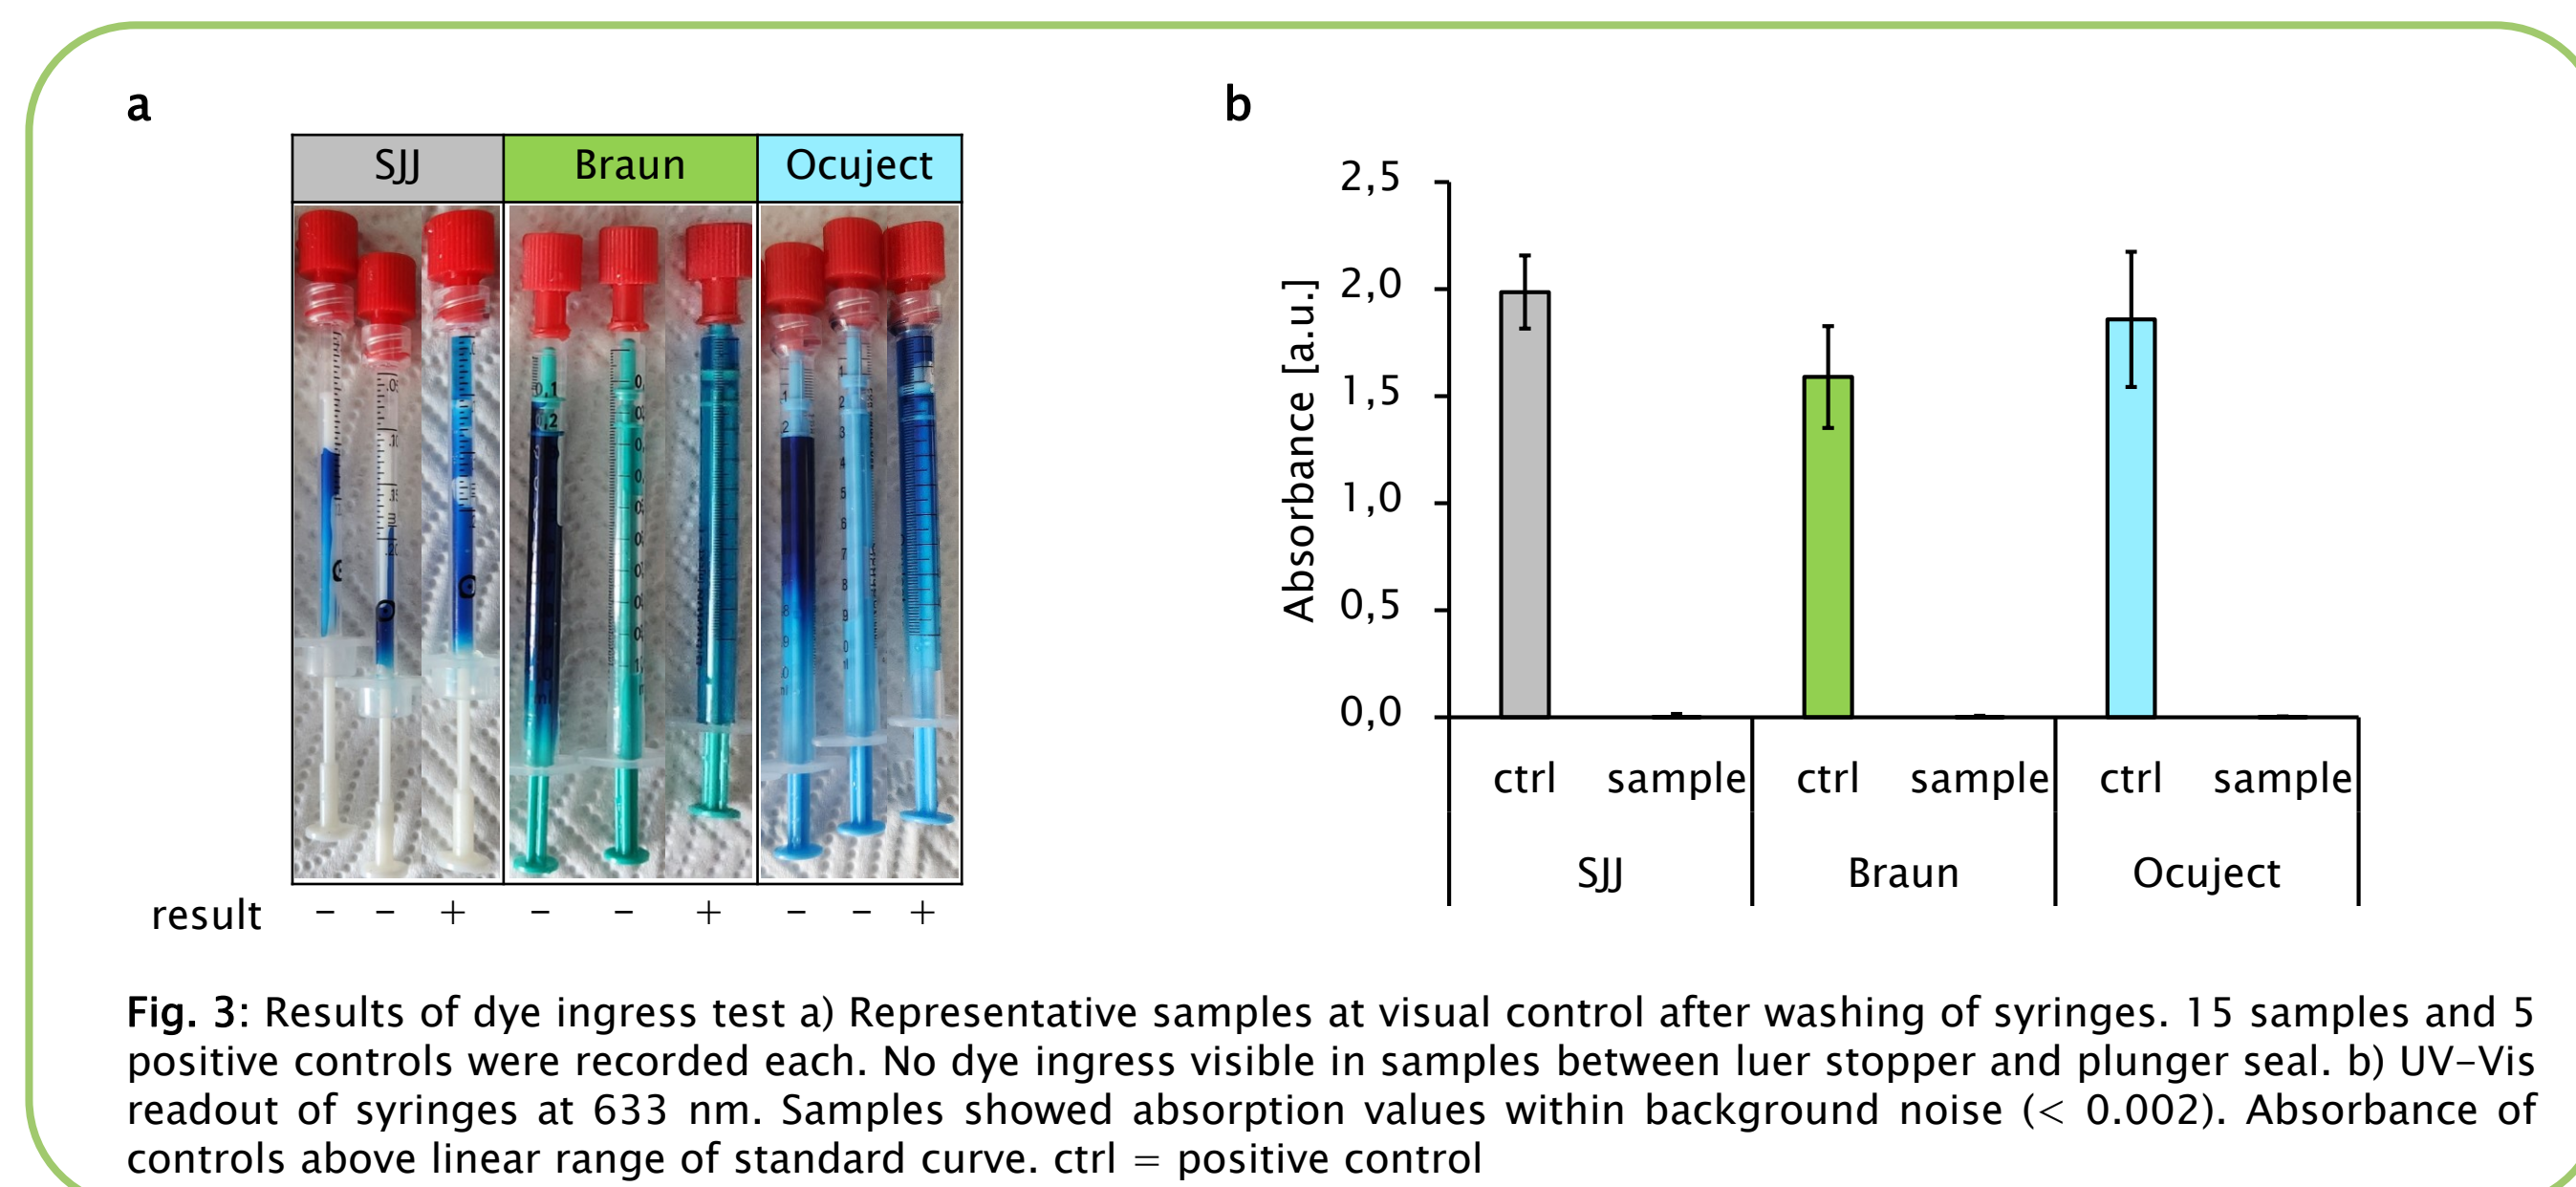 a
SJJ Braun Ocuject
result - - + - - + - - +
b
Absorbance [a.u.]
2,5
2,0
1,5
1,0
0,5
0,0
ctrl sample ctrl sample ctrl sample
SJJ Braun Ocuject
Fig. 3: Results of dye ingress test a) Representative samples at visual control after washing of syringes. 15 samples and 5
positive controls were recorded each. No dye ingress visible in samples between luer stopper and plunger seal. b) UV-Vis
readout of syringes at 633 nm. Samples showed absorption values within background noise (< 0.002). Absorbance of
controls above linear range of standard curve. ctrl = positive control